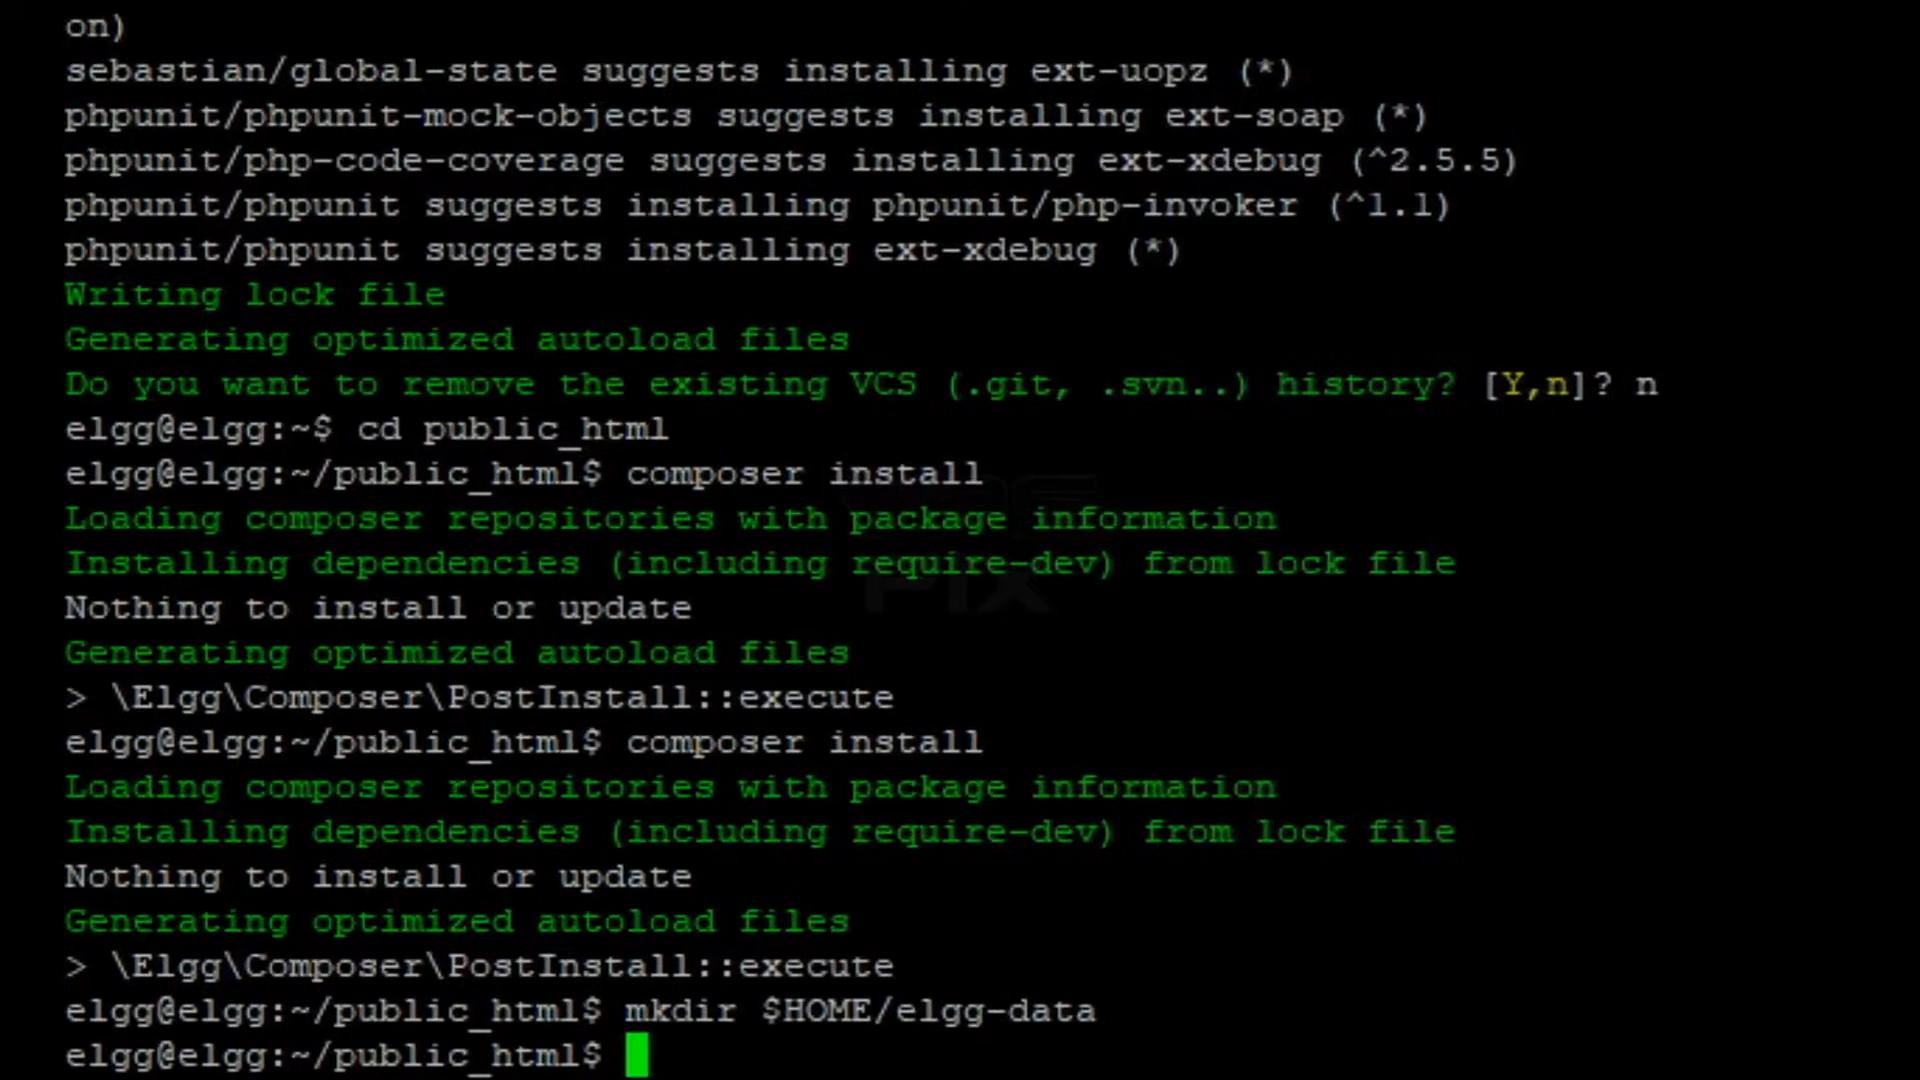 on)
sebastian/global-state suggests installing ext-uopz (*)
phpunit/phpunit-mock-objects suggests installing ext-soap (*)
phpunit/php-code-coverage suggests installing ext-xdebug (^2.5.5)
phpunit/phpunit suggests installing phpunit/php-invoker (^1.1)
phpunit/phpunit suggests installing ext-xdebug (*)
Writing lock file
Generating optimized autoload files
Do you want to remove the existing VCS (.git, .svn..) history? [Y,n]? n
elgg@elgg:~$ cd public_html
elgg@elgg:~/public_html$ composer install
Loading composer repositories with package information
Installing dependencies (including require-dev) from lock file
Nothing to install or update
Generating optimized autoload files
> \Elgg\Composer\PostInstall::execute
elgg@elgg:~/public_html$ composer install
Loading composer repositories with package information
Installing dependencies (including require-dev) from lock file
Nothing to install or update
Generating optimized autoload files
> \Elgg\Composer\PostInstall::execute
elgg@elgg:~/public_html$ mkdir $HOME/elgg-data
elgg@elgg:~/public_html$